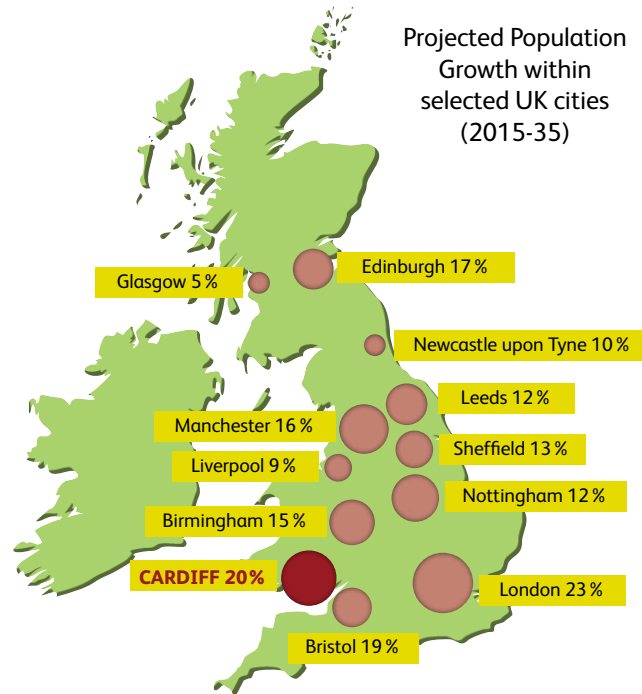 Projected Population
Growth within
selected UK cities
(2015-35)
Edinburgh 17 %
Glasgow 5 %
Newcastle upon Tyne 10 %
Leeds 12 %
Manchester 16 %
Sheffield 13 %
Liverpool 9 %
Nottingham 12 %
Birmingham 15 %
CARDIFF 20%
London 23 %
Bristol 19 %